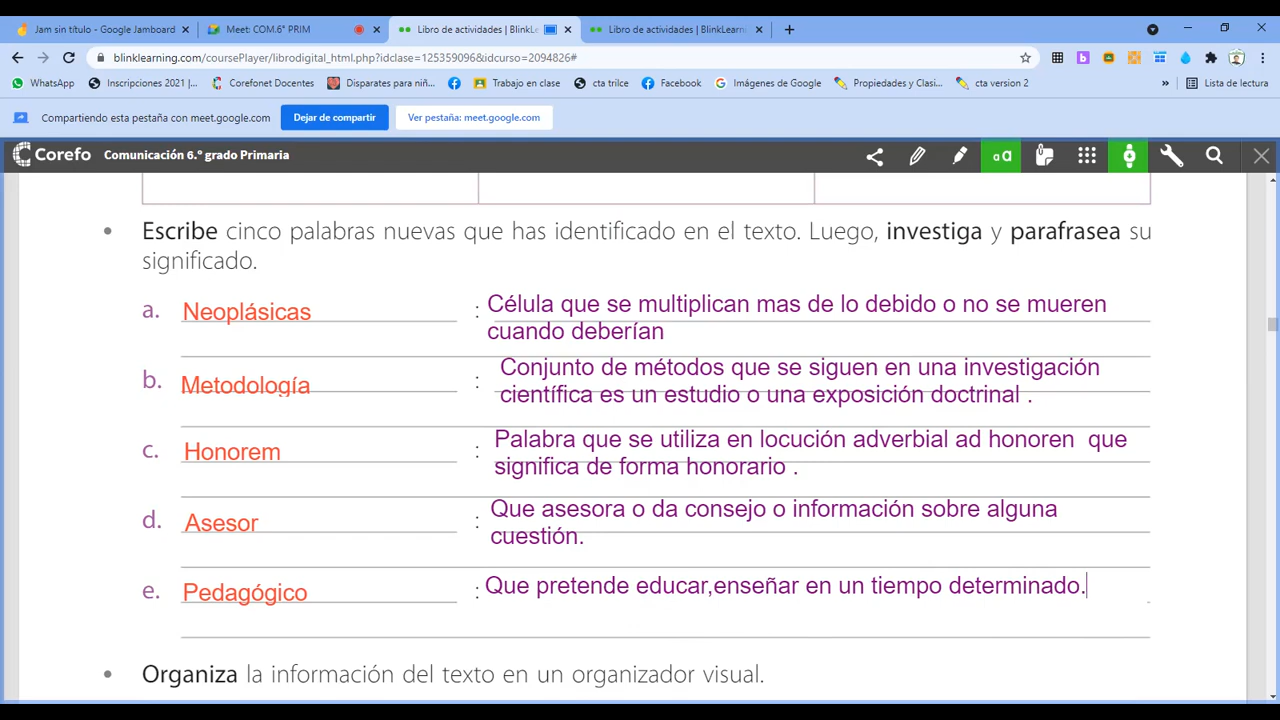 Jam sin título - Google Jamboard
Meet: COM.6° PRIM
Libro de actividades | BlinkLe
Libro de actividades | BlinkLearni
blinklearning.com/coursePlayer/librodigital_html.php?idclase=125359096&idcurso=2094826#
WhatsApp
Inscripciones 2021 |...
Corefonet Docentes
Disparates para niñ...
Trabajo en clase
cta trilce
Facebook
Imágenes de Google
Propiedades y Clasi...
cta version 2
»
Lista de lectura
Compartiendo esta pestaña con meet.google.com
Dejar de compartir
Ver pestaña: meet.google.com
Corefo
Comunicación 6.º grado Primaria
• Escribe cinco palabras nuevas que has identificado en el texto. Luego, investiga y parafrasea su
significado.
a. Neoplásicas : Célula que se multiplican mas de lo debido o no se mueren
cuando deberían
b. Metodología : Conjunto de métodos que se siguen en una investigación
científica es un estudio o una exposición doctrinal .
c. Honorem : Palabra que se utiliza en locución adverbial ad honoren que
significa de forma honorario .
d. Asesor : Que asesora o da consejo o información sobre alguna
cuestión.
e. Pedagógico : Que pretende educar,enseñar en un tiempo determinado.
• Organiza la información del texto en un organizador visual.